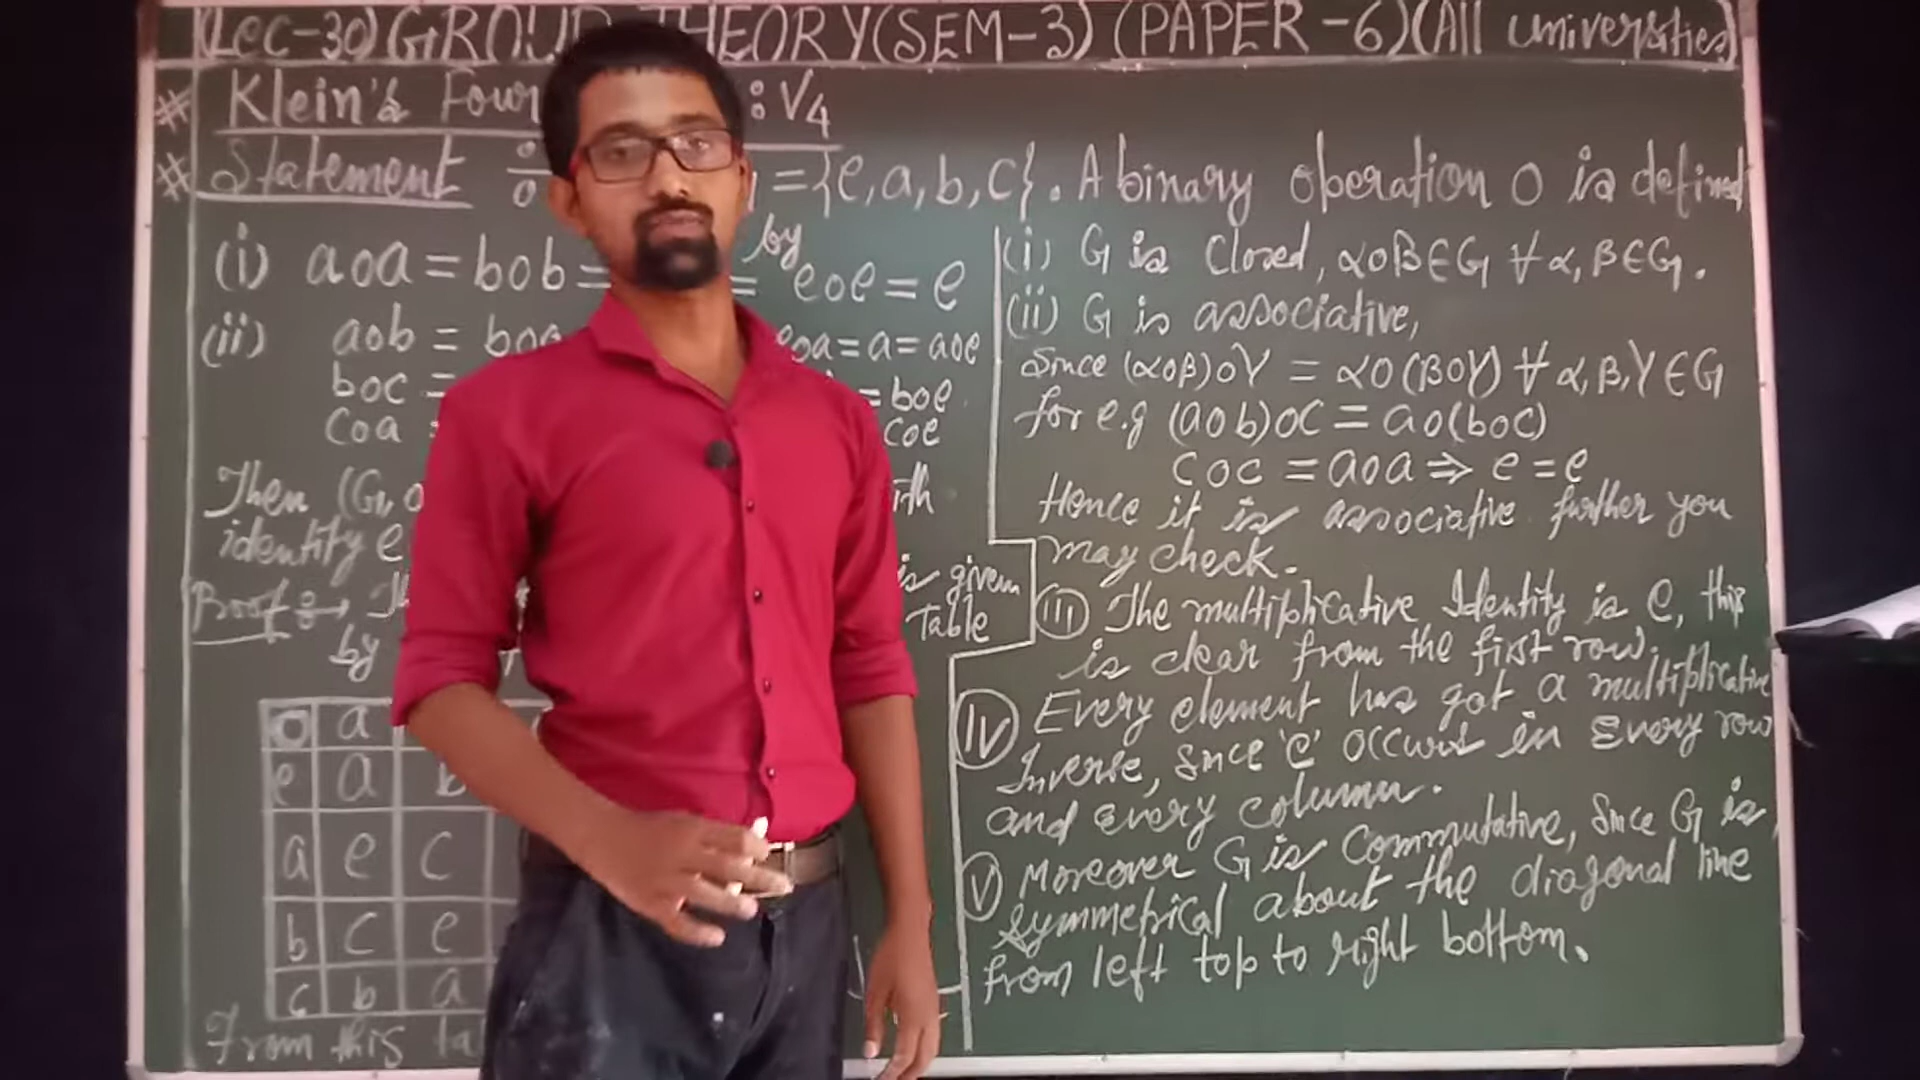 (Lec-30) GROUP THEORY (SEM-3) (PAPER-6) (All universities)
# Klein's Four : V4
# Statement = {e, a, b, c}. A binary operation o is defined
by
(i) aoa = bob = = eoe = e
(ii) aob = boa eoa = a = aoe
boc = = boe
coa = coe
Then (G, o
identity e
Proof :→ is given
by Table
o a
e a b
a e c
b c e
c b a
From this
(i) G is closed, αoβ ∈ G ∀ α, β ∈ G.
(ii) G is associative,
Since (αoβ)oγ = αo(βoγ) ∀ α, β, γ ∈ G
for e.g (aob)oc = ao(boc)
coc = aoa ⇒ e = e
Hence it is associative further you
may check.
(iii) The multiplicative Identity is e, this
is clear from the first row.
(iv) Every element has got a multiplicative
Inverse, since 'e' occurs in Every row
and every column.
(v) Moreover G is Commutative, Since G is
Symmetrical about the diagonal line
from left top to right bottom.